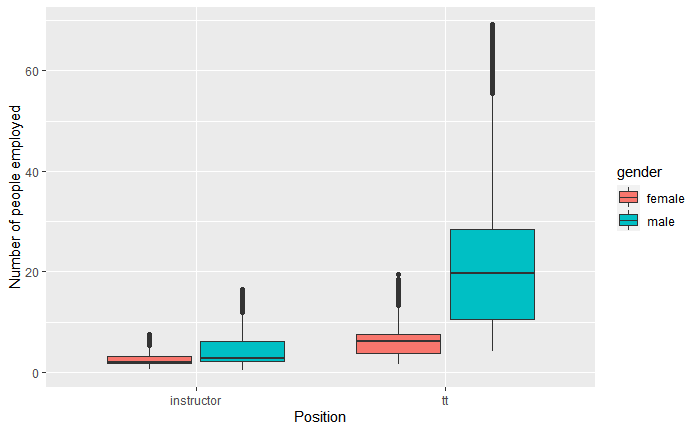 Number of people employed
60
40
20
0
instructor
tt
Position
gender
female
male